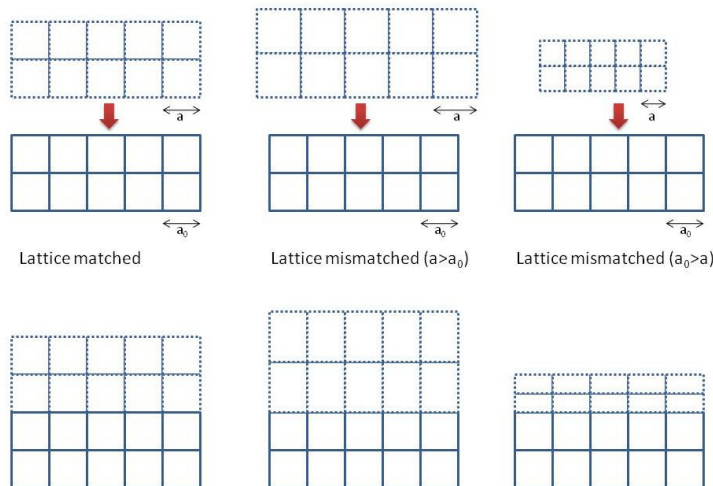 a a a
a₀ a₀ a₀
Lattice matched Lattice mismatched (a>a₀) Lattice mismatched (a₀>a)